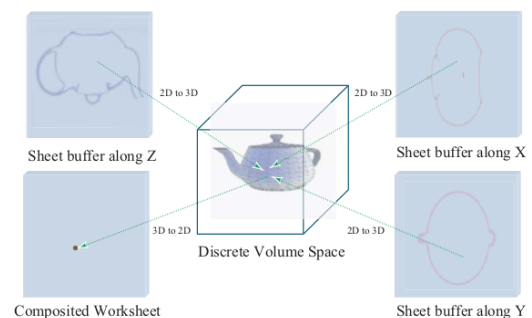 2D to 3D
2D to 3D
Sheet buffer along Z
Sheet buffer along X
3D to 2D
2D to 3D
Discrete Volume Space
Composited Worksheet
Sheet buffer along Y